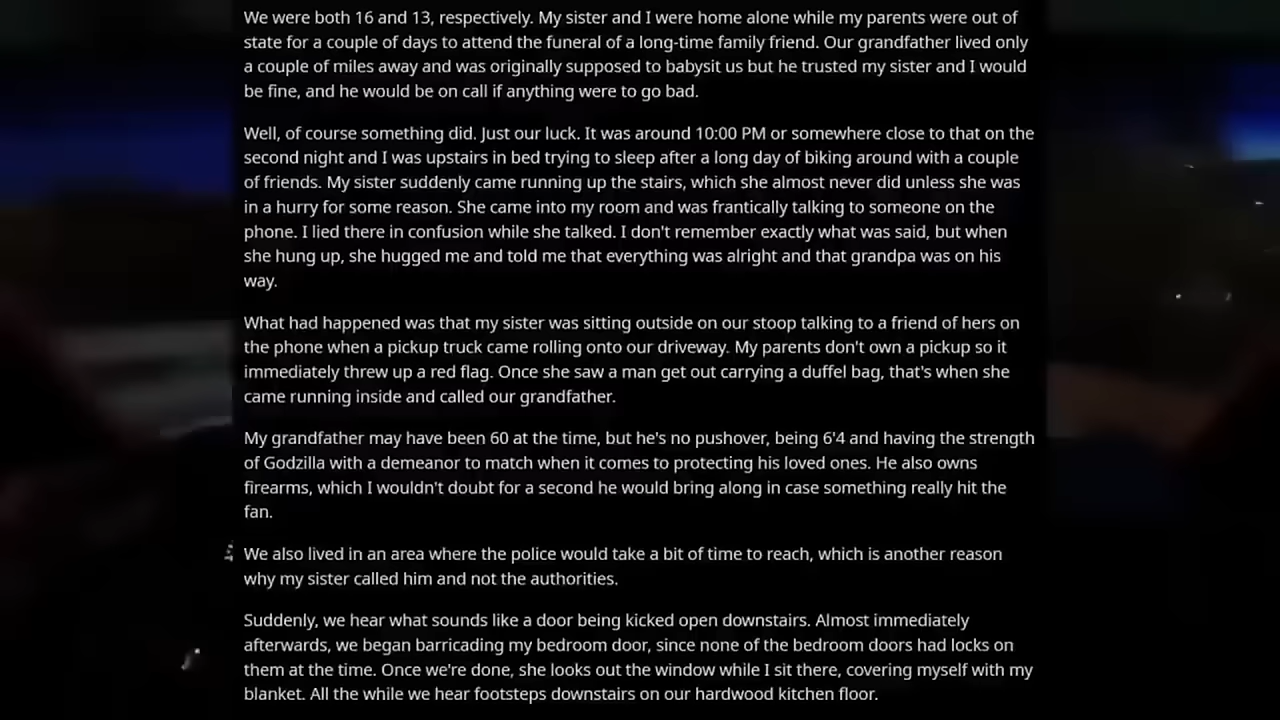 We were both 16 and 13, respectively. My sister and I were home alone while my parents were out of
state for a couple of days to attend the funeral of a long-time family friend. Our grandfather lived only
a couple of miles away and was originally supposed to babysit us but he trusted my sister and I would
be fine, and he would be on call if anything were to go bad.
Well, of course something did. Just our luck. It was around 10:00 PM or somewhere close to that on the
second night and I was upstairs in bed trying to sleep after a long day of biking around with a couple
of friends. My sister suddenly came running up the stairs, which she almost never did unless she was
in a hurry for some reason. She came into my room and was frantically talking to someone on the
phone. I lied there in confusion while she talked. I don't remember exactly what was said, but when
she hung up, she hugged me and told me that everything was alright and that grandpa was on his
way.
What had happened was that my sister was sitting outside on our stoop talking to a friend of hers on
the phone when a pickup truck came rolling onto our driveway. My parents don't own a pickup so it
immediately threw up a red flag. Once she saw a man get out carrying a duffel bag, that's when she
came running inside and called our grandfather.
My grandfather may have been 60 at the time, but he's no pushover, being 6'4 and having the strength
of Godzilla with a demeanor to match when it comes to protecting his loved ones. He also owns
firearms, which I wouldn't doubt for a second he would bring along in case something really hit the
fan.
We also lived in an area where the police would take a bit of time to reach, which is another reason
why my sister called him and not the authorities.
Suddenly, we hear what sounds like a door being kicked open downstairs. Almost immediately
afterwards, we began barricading my bedroom door, since none of the bedroom doors had locks on
them at the time. Once we're done, she looks out the window while I sit there, covering myself with my
blanket. All the while we hear footsteps downstairs on our hardwood kitchen floor.